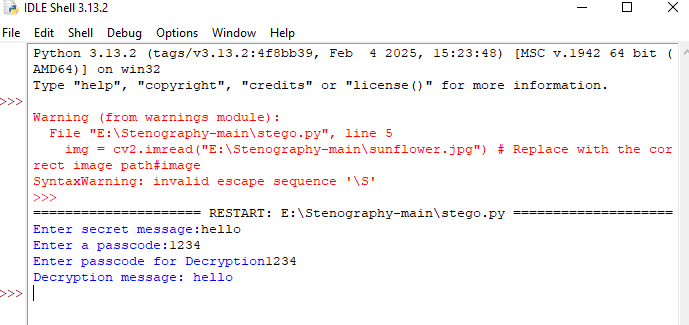 IDLE Shell 3.13.2
File Edit Shell Debug Options Window Help
Python 3.13.2 (tags/v3.13.2:4f8bb39, Feb  4 2025, 15:23:48) [MSC v.1942 64 bit (
AMD64)] on win32
Type "help", "copyright", "credits" or "license()" for more information.
>>>
Warning (from warnings module):
  File "E:\Stenography-main\stego.py", line 5
    img = cv2.imread("E:\Stenography-main\sunflower.jpg") # Replace with the cor
rect image path#image
SyntaxWarning: invalid escape sequence '\S'
>>>
===================== RESTART: E:\Stenography-main\stego.py ====================
Enter secret message:hello
Enter a passcode:1234
Enter passcode for Decryption1234
Decryption message: hello
>>>